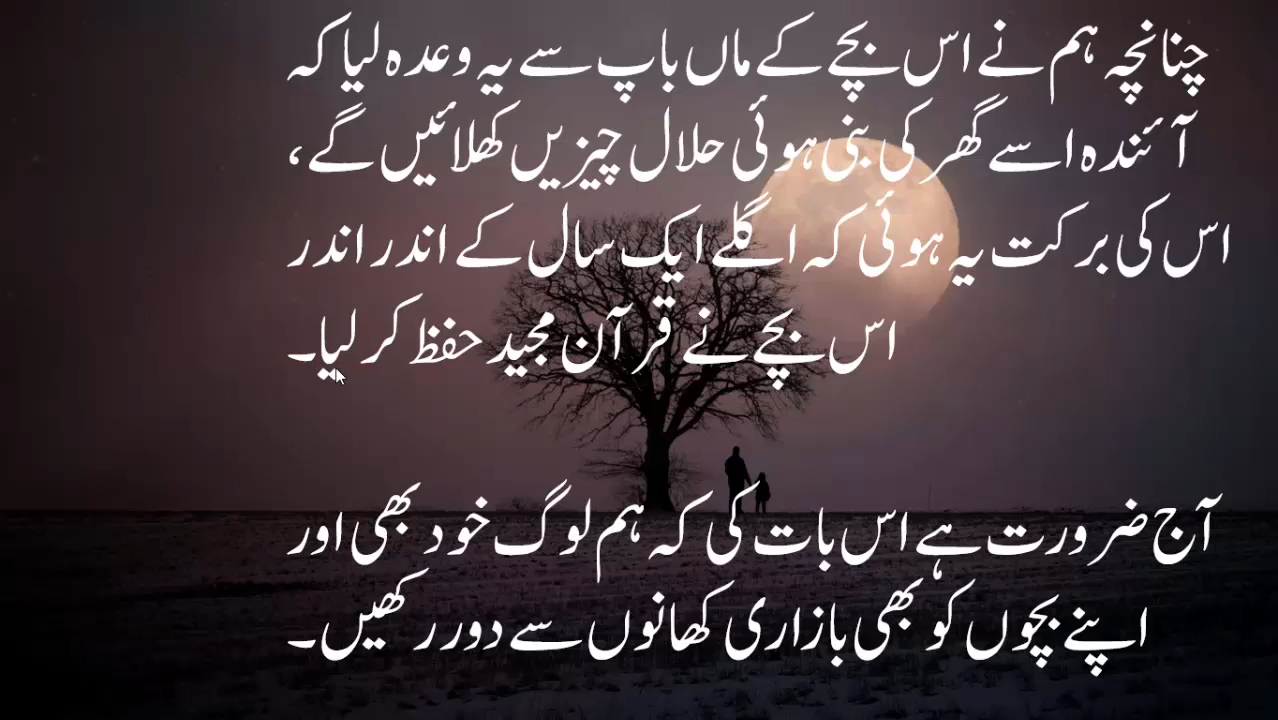 چنانچہ ہم نے اس بچے کے ماں باپ سے یہ وعدہ لیا کہ
آئندہ اسے گھر کی بنی ہوئی حلال چیزیں کھلائیں گے،
اس کی برکت یہ ہوئی کہ اگلے ایک سال کے اندر اندر
اس بچے نے قرآن مجید حفظ کر لیا۔
آج ضرورت ہے اس بات کی کہ ہم لوگ خود بھی اور
اپنے بچوں کو بھی بازاری کھانوں سے دور رکھیں۔